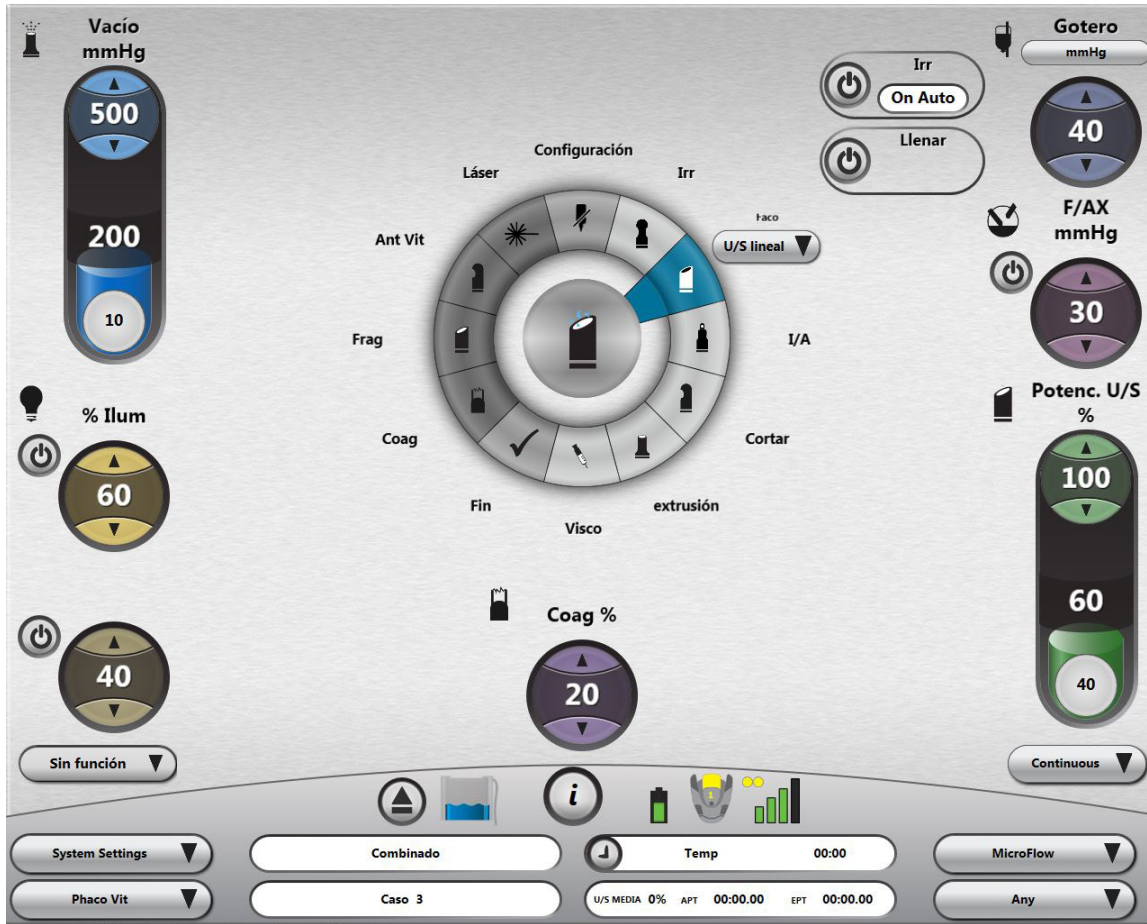 Vacío
mmHg
500
200
10
% Ilum
60
40
Sin función
Configuración
Láser
Irr
Ant Vit
Faco
U/S lineal
Frag
I/A
Coag
Cortar
Fin
extrusión
Visco
Coag %
20
Irr
On Auto
Llenar
Gotero
mmHg
40
F/AX
mmHg
30
Potenc. U/S
%
100
60
40
Continuous
i
1
System Settings
Combinado
Temp 00:00
MicroFlow
Phaco Vit
Caso 3
U/S MEDIA 0% APT 00:00.00 EPT 00:00.00
Any